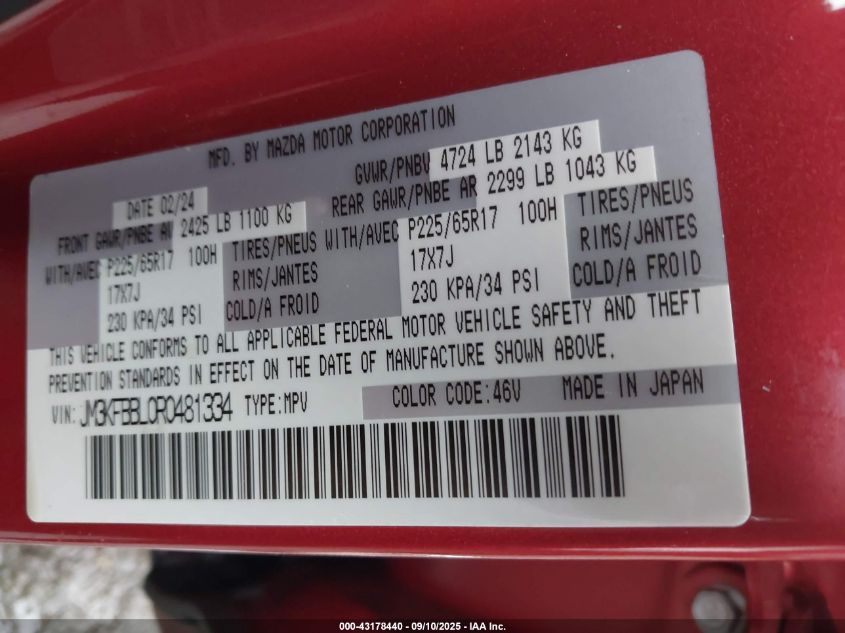 MFD. BY MAZDA MOTOR CORPORATION
DATE 02/24 GVWR/PNBV 4724 LB 2143 KG
FRONT GAWR/PNBE AV 2425 LB 1100 KG REAR GAWR/PNBE AR 2299 LB 1043 KG
WITH/AVEC P225/65R17 100H TIRES/PNEUS WITH/AVEC P225/65R17 100H TIRES/PNEUS
17X7J RIMS/JANTES 17X7J RIMS/JANTES
230 KPA/34 PSI COLD/A FROID 230 KPA/34 PSI COLD/A FROID
THIS VEHICLE CONFORMS TO ALL APPLICABLE FEDERAL MOTOR VEHICLE SAFETY AND THEFT
PREVENTION STANDARDS IN EFFECT ON THE DATE OF MANUFACTURE SHOWN ABOVE.
VIN: JM3KFBBL0R0481334 TYPE:MPV COLOR CODE:46V MADE IN JAPAN
000-43178440 - 09/10/2025 - IAA Inc.